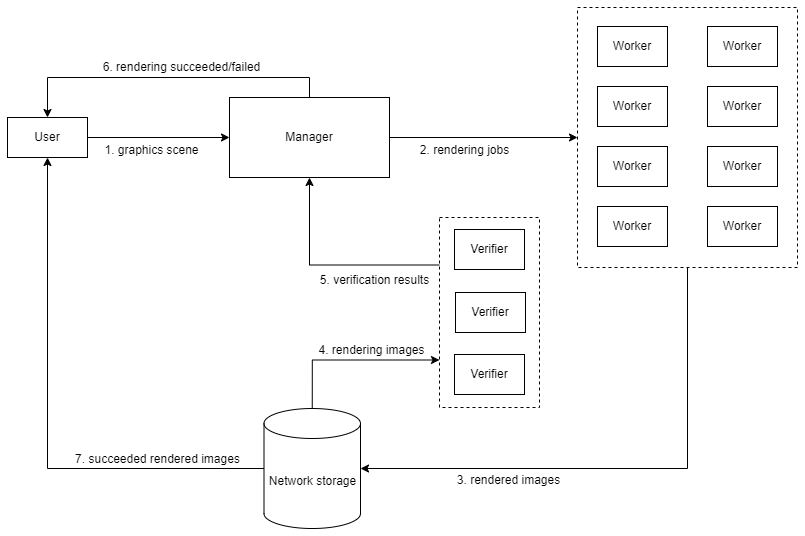 Worker
Worker
6. rendering succeeded/failed
Worker
Worker
User
Manager
1. graphics scene
2. rendering jobs
Worker
Worker
Worker
Worker
Verifier
5. verification results
Verifier
4. rendering images
Verifier
7. succeeded rendered images
Network storage
3. rendered images